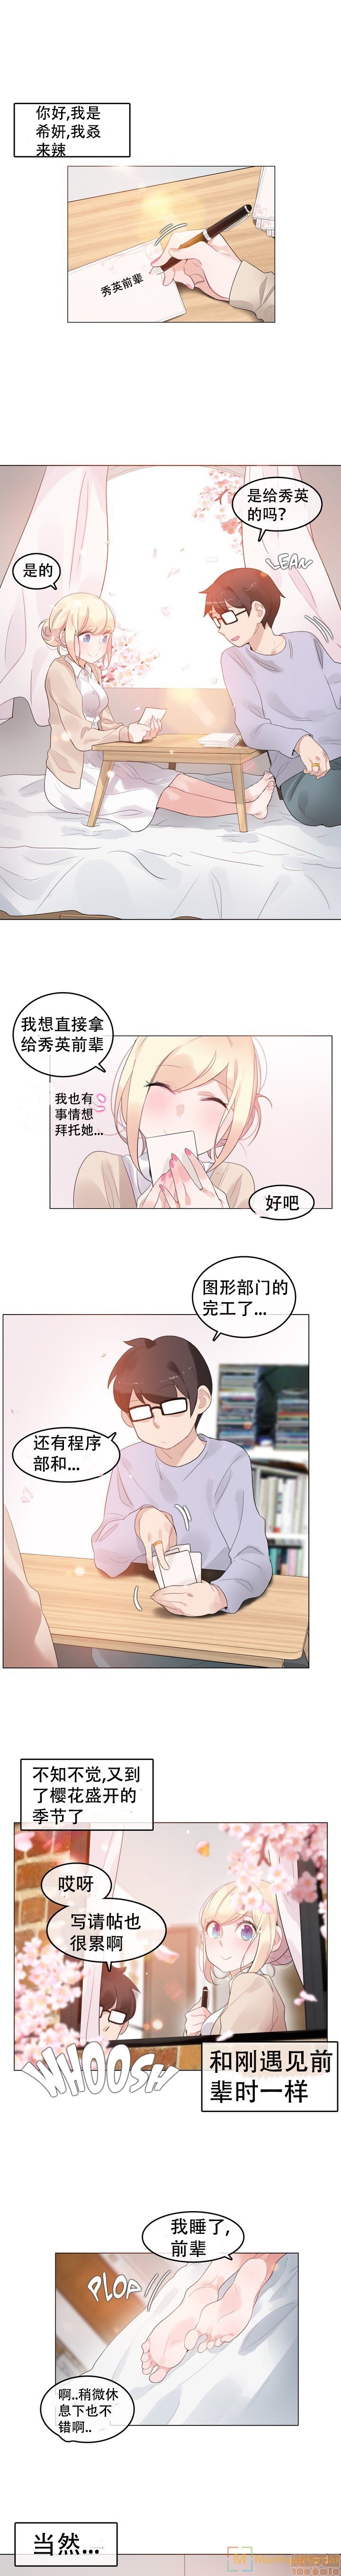 你好,我是
希妍,我叒
来辣
秀英前辈
是给秀英
的吗?
是的
LEAN
我想直接拿
给秀英前辈
我也有
事情想
拜托她...
好吧
图形部门的
完工了...
还有程序
部和...
不知不觉,又到
了樱花盛开的
季节了
哎呀
写请帖也
很累啊
WHOOSH
和刚遇见前
辈时一样
我睡了,
前辈
PLOP
啊..稍微休
息下也不
错啊..
当然...